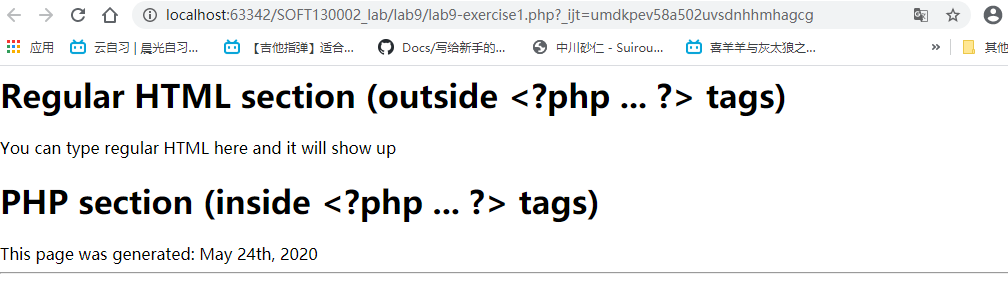 localhost:63342/SOFT130002_lab/lab9/lab9-exercise1.php?_ijt=umdkpev58a502uvsdnhhmhagcg
应用 云自习 | 晨光自习... 【吉他指弹】适合... Docs/写给新手的... 中川砂仁 - Suirou... 喜羊羊与灰太狼之... » 其他
Regular HTML section (outside <?php ... ?> tags)
You can type regular HTML here and it will show up
PHP section (inside <?php ... ?> tags)
This page was generated: May 24th, 2020